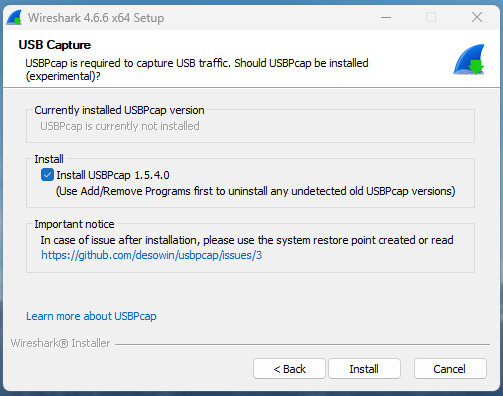 Wireshark 4.6.6 x64 Setup
USB Capture
USBPcap is required to capture USB traffic. Should USBPcap be installed
(experimental)?
Currently installed USBPcap version
USBPcap is currently not installed
Install
Install USBPcap 1.5.4.0
(Use Add/Remove Programs first to uninstall any undetected old USBPcap versions)
Important notice
In case of issue after installation, please use the system restore point created or read
https://github.com/desowin/usbpcap/issues/3
Learn more about USBPcap
Wireshark® Installer
< Back
Install
Cancel